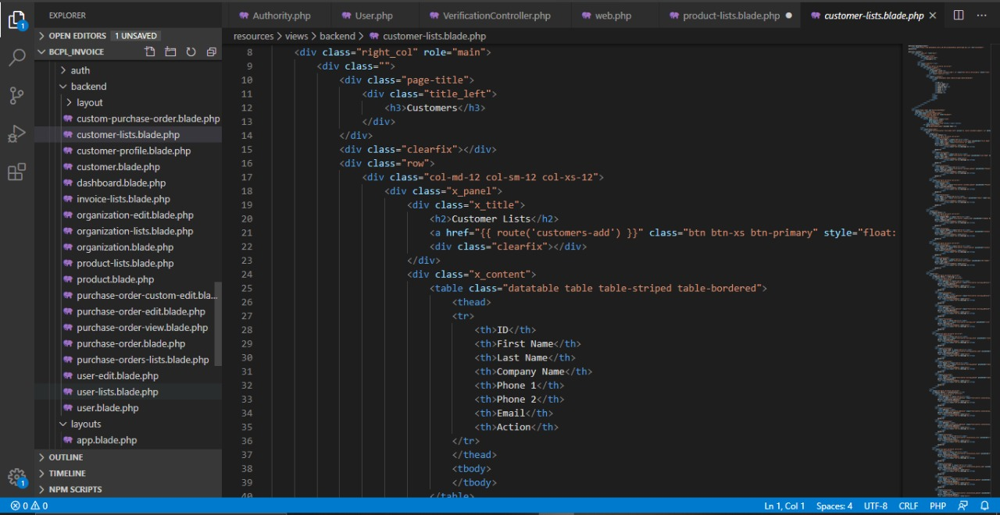 EXPLORER
Authority.php
User.php
VerificationController.php
web.php
product-lists.blade.php
customer-lists.blade.php
OPEN EDITORS 1 UNSAVED
BCPL_INVOICE
auth
backend
layout
custom-purchase-order.blade.php
customer-lists.blade.php
customer-profile.blade.php
customer.blade.php
dashboard.blade.php
invoice-lists.blade.php
organization-edit.blade.php
organization-lists.blade.php
organization.blade.php
product-lists.blade.php
product.blade.php
purchase-order-custom-edit.bla...
purchase-order-edit.blade.php
purchase-order-view.blade.php
purchase-order.blade.php
purchase-orders-lists.blade.php
user-edit.blade.php
user-lists.blade.php
user.blade.php
layouts
app.blade.php
OUTLINE
TIMELINE
NPM SCRIPTS
1
1
resources > views > backend > customer-lists.blade.php
8 <div class="right_col" role="main">
9 <div class="">
10 <div class="page-title">
11 <div class="title_left">
12 <h3>Customers</h3>
13 </div>
14 </div>
15 <div class="clearfix"></div>
16 <div class="row">
17 <div class="col-md-12 col-sm-12 col-xs-12">
18 <div class="x_panel">
19 <div class="x_title">
20 <h2>Customer Lists</h2>
21 <a href="{{ route('customers-add') }}" class="btn btn-xs btn-primary" style="float:
22 <div class="clearfix"></div>
23 </div>
24 <div class="x_content">
25 <table class="datatable table table-striped table-bordered">
26 <thead>
27 <tr>
28 <th>ID</th>
29 <th>First Name</th>
30 <th>Last Name</th>
31 <th>Company Name</th>
32 <th>Phone 1</th>
33 <th>Phone 2</th>
34 <th>Email</th>
35 <th>Action</th>
36 </tr>
37 </thead>
38 <tbody>
39 </tbody>
40 </table>
0 0
Ln 1, Col 1 Spaces: 4 UTF-8 CRLF PHP